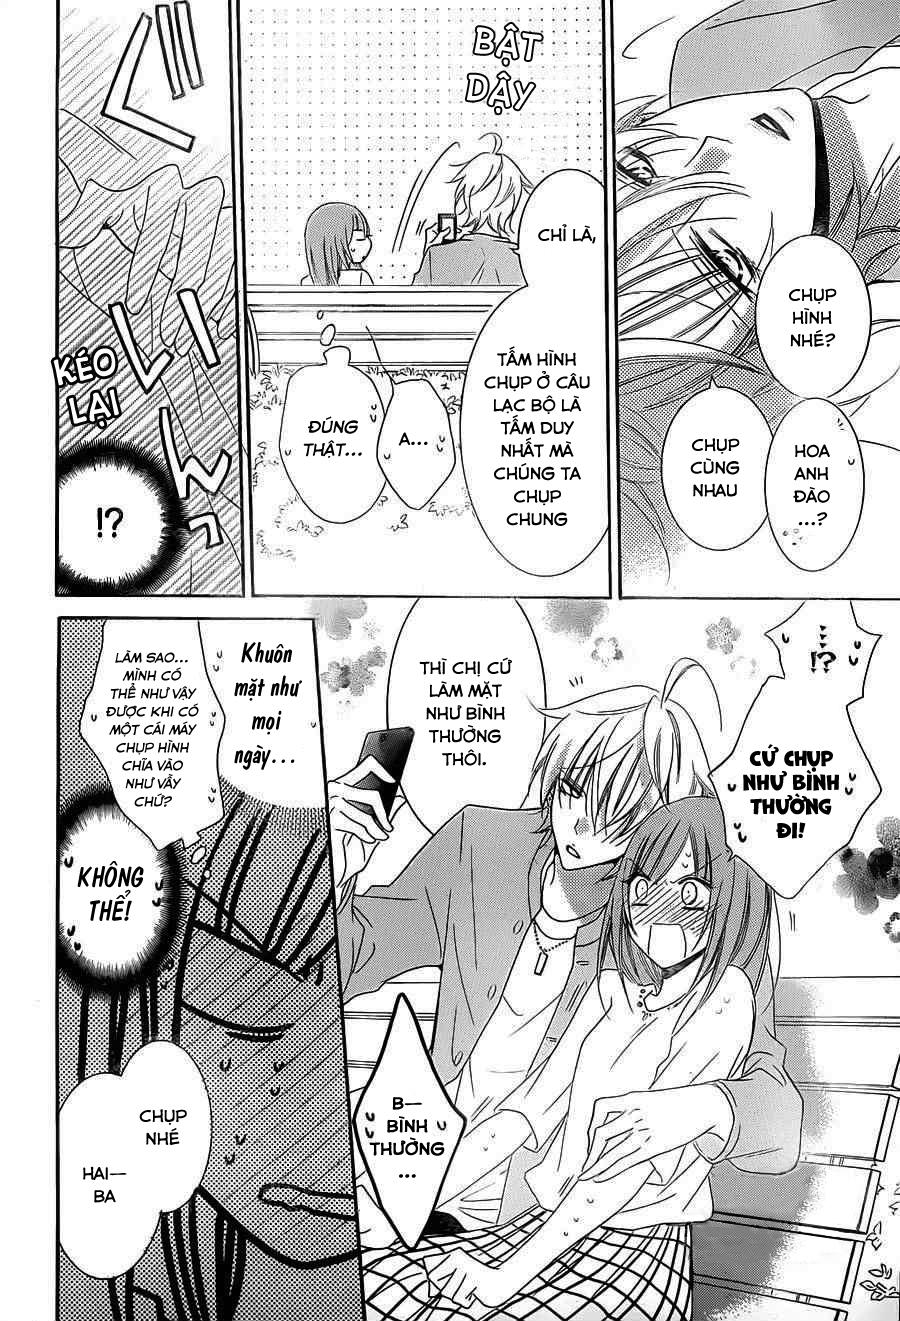 CHỤP
HÌNH
NHÉ?
HOA
ANH
ĐÀO
...?
CHỤP
CÙNG
NHAU
BẬT
DẬY
CHỈ LÀ,
TẤM HÌNH
CHỤP Ở CÂU
LẠC BỘ LÀ
TẤM DUY
NHẤT MÀ
CHÚNG TA
CHỤP
CHUNG
A...
ĐÚNG
THẬT...
ぐ
い
ん
っ
KÉO
LẠI
!?
!?
CỨ CHỤP
NHƯ BÌNH
THƯỜNG
ĐI!
THÌ CHỊ CỨ
LÀM MẶT
NHƯ BÌNH
THƯỜNG
THÔI.
B—
BÌNH
THƯỜNG
...
Khuôn
mặt như
mọi
ngày...
LÀM SAO...
MÌNH CÓ
THỂ NHƯ VẬY
ĐƯỢC KHI CÓ
MỘT CÁI MÁY
CHỤP HÌNH
CHĨA VÀO
NHƯ VẦY
CHỨ?
KHÔNG
THỂ!
CHỤP
NHÉ
HAI—
BA